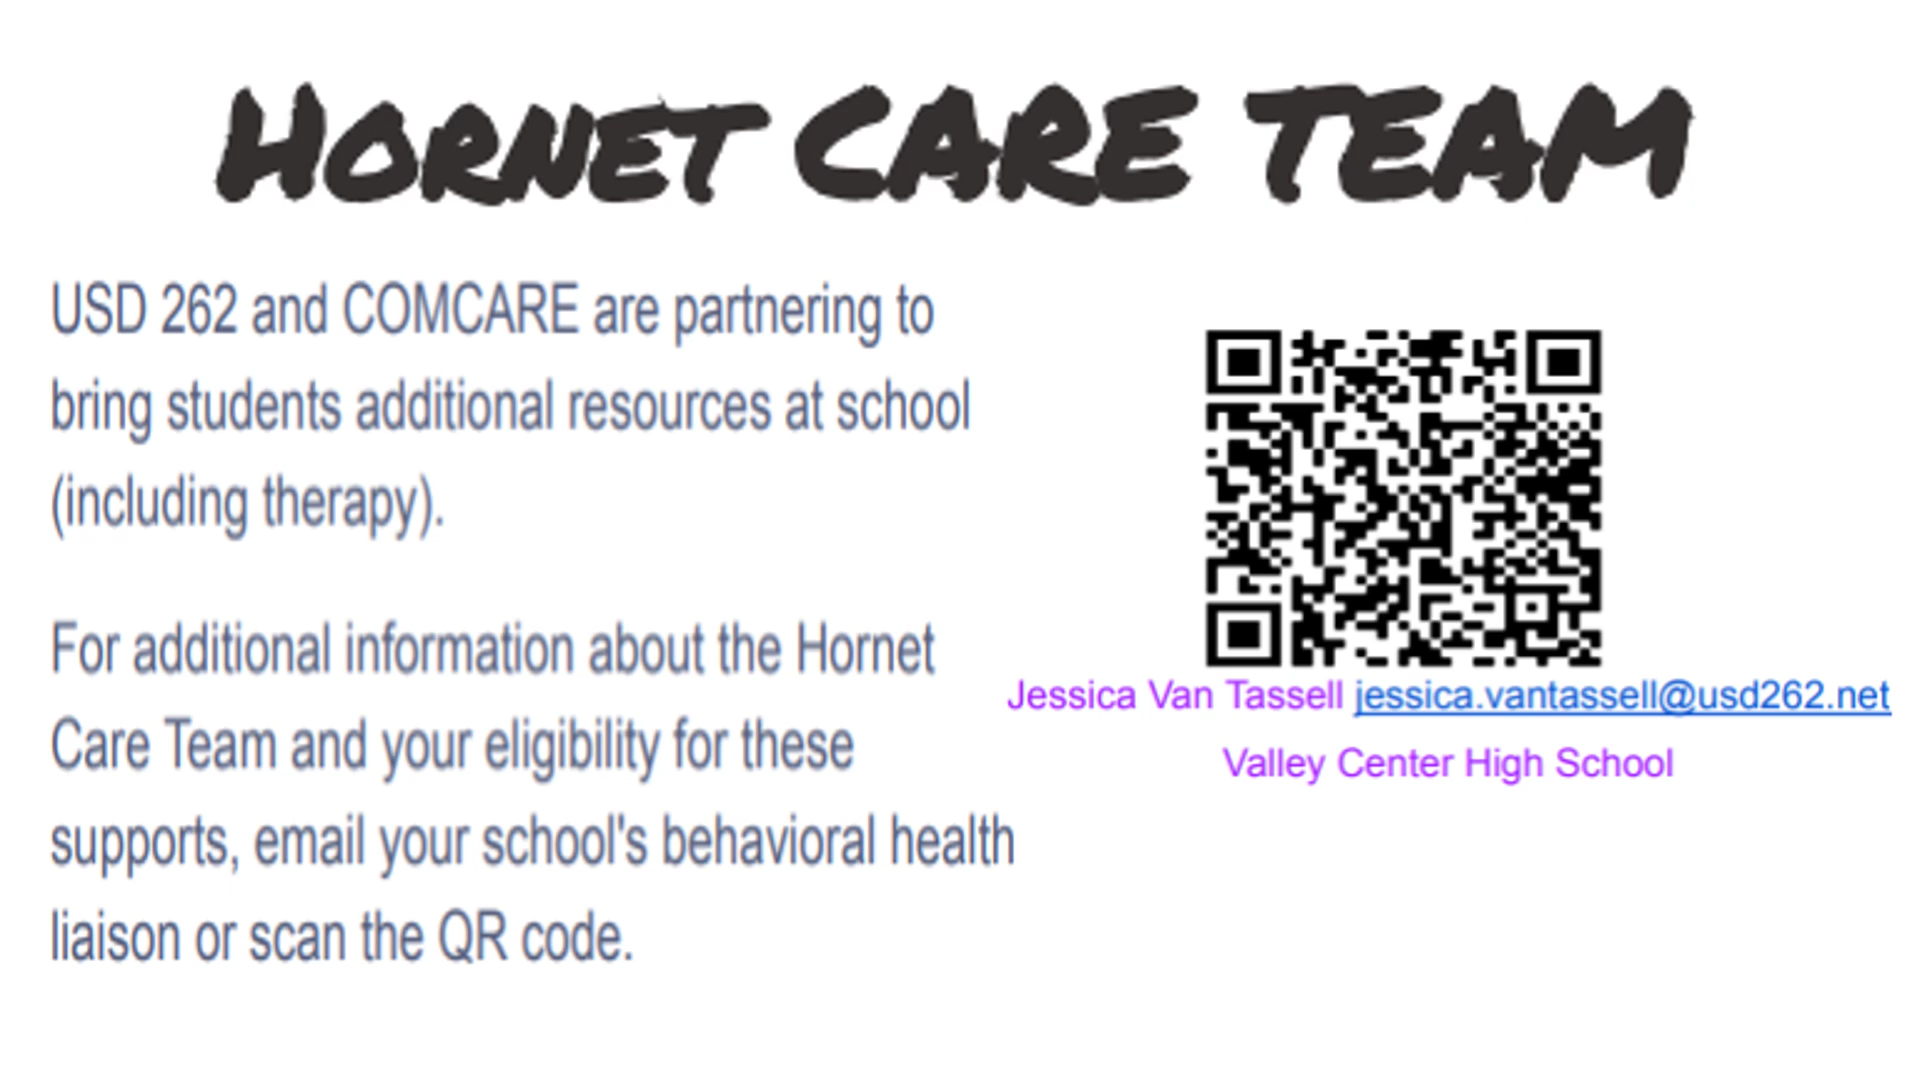 HORNET CARE TEAM
USD 262 and COMCARE are partnering to
bring students additional resources at school
(including therapy).
For additional information about the Hornet
Care Team and your eligibility for these
supports, email your school's behavioral health
liaison or scan the QR code.
Jessica Van Tassell jessica.vantassell@usd262.net
Valley Center High School